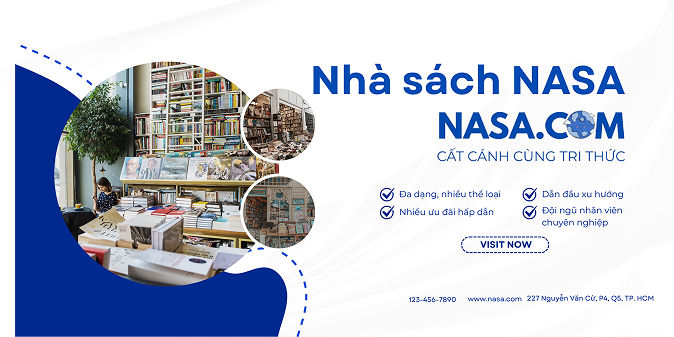 Nhà sách NASA
NASA.COM
CẤT CÁNH CÙNG TRI THỨC
Đa dạng, nhiều thể loại
Dẫn đầu xu hướng
Nhiều ưu đãi hấp dẫn
Đội ngũ nhân viên
chuyên nghiệp
VISIT NOW
123-456-7890 www.nasa.com 227 Nguyễn Văn Cừ, P4, Q5, TP. HCM